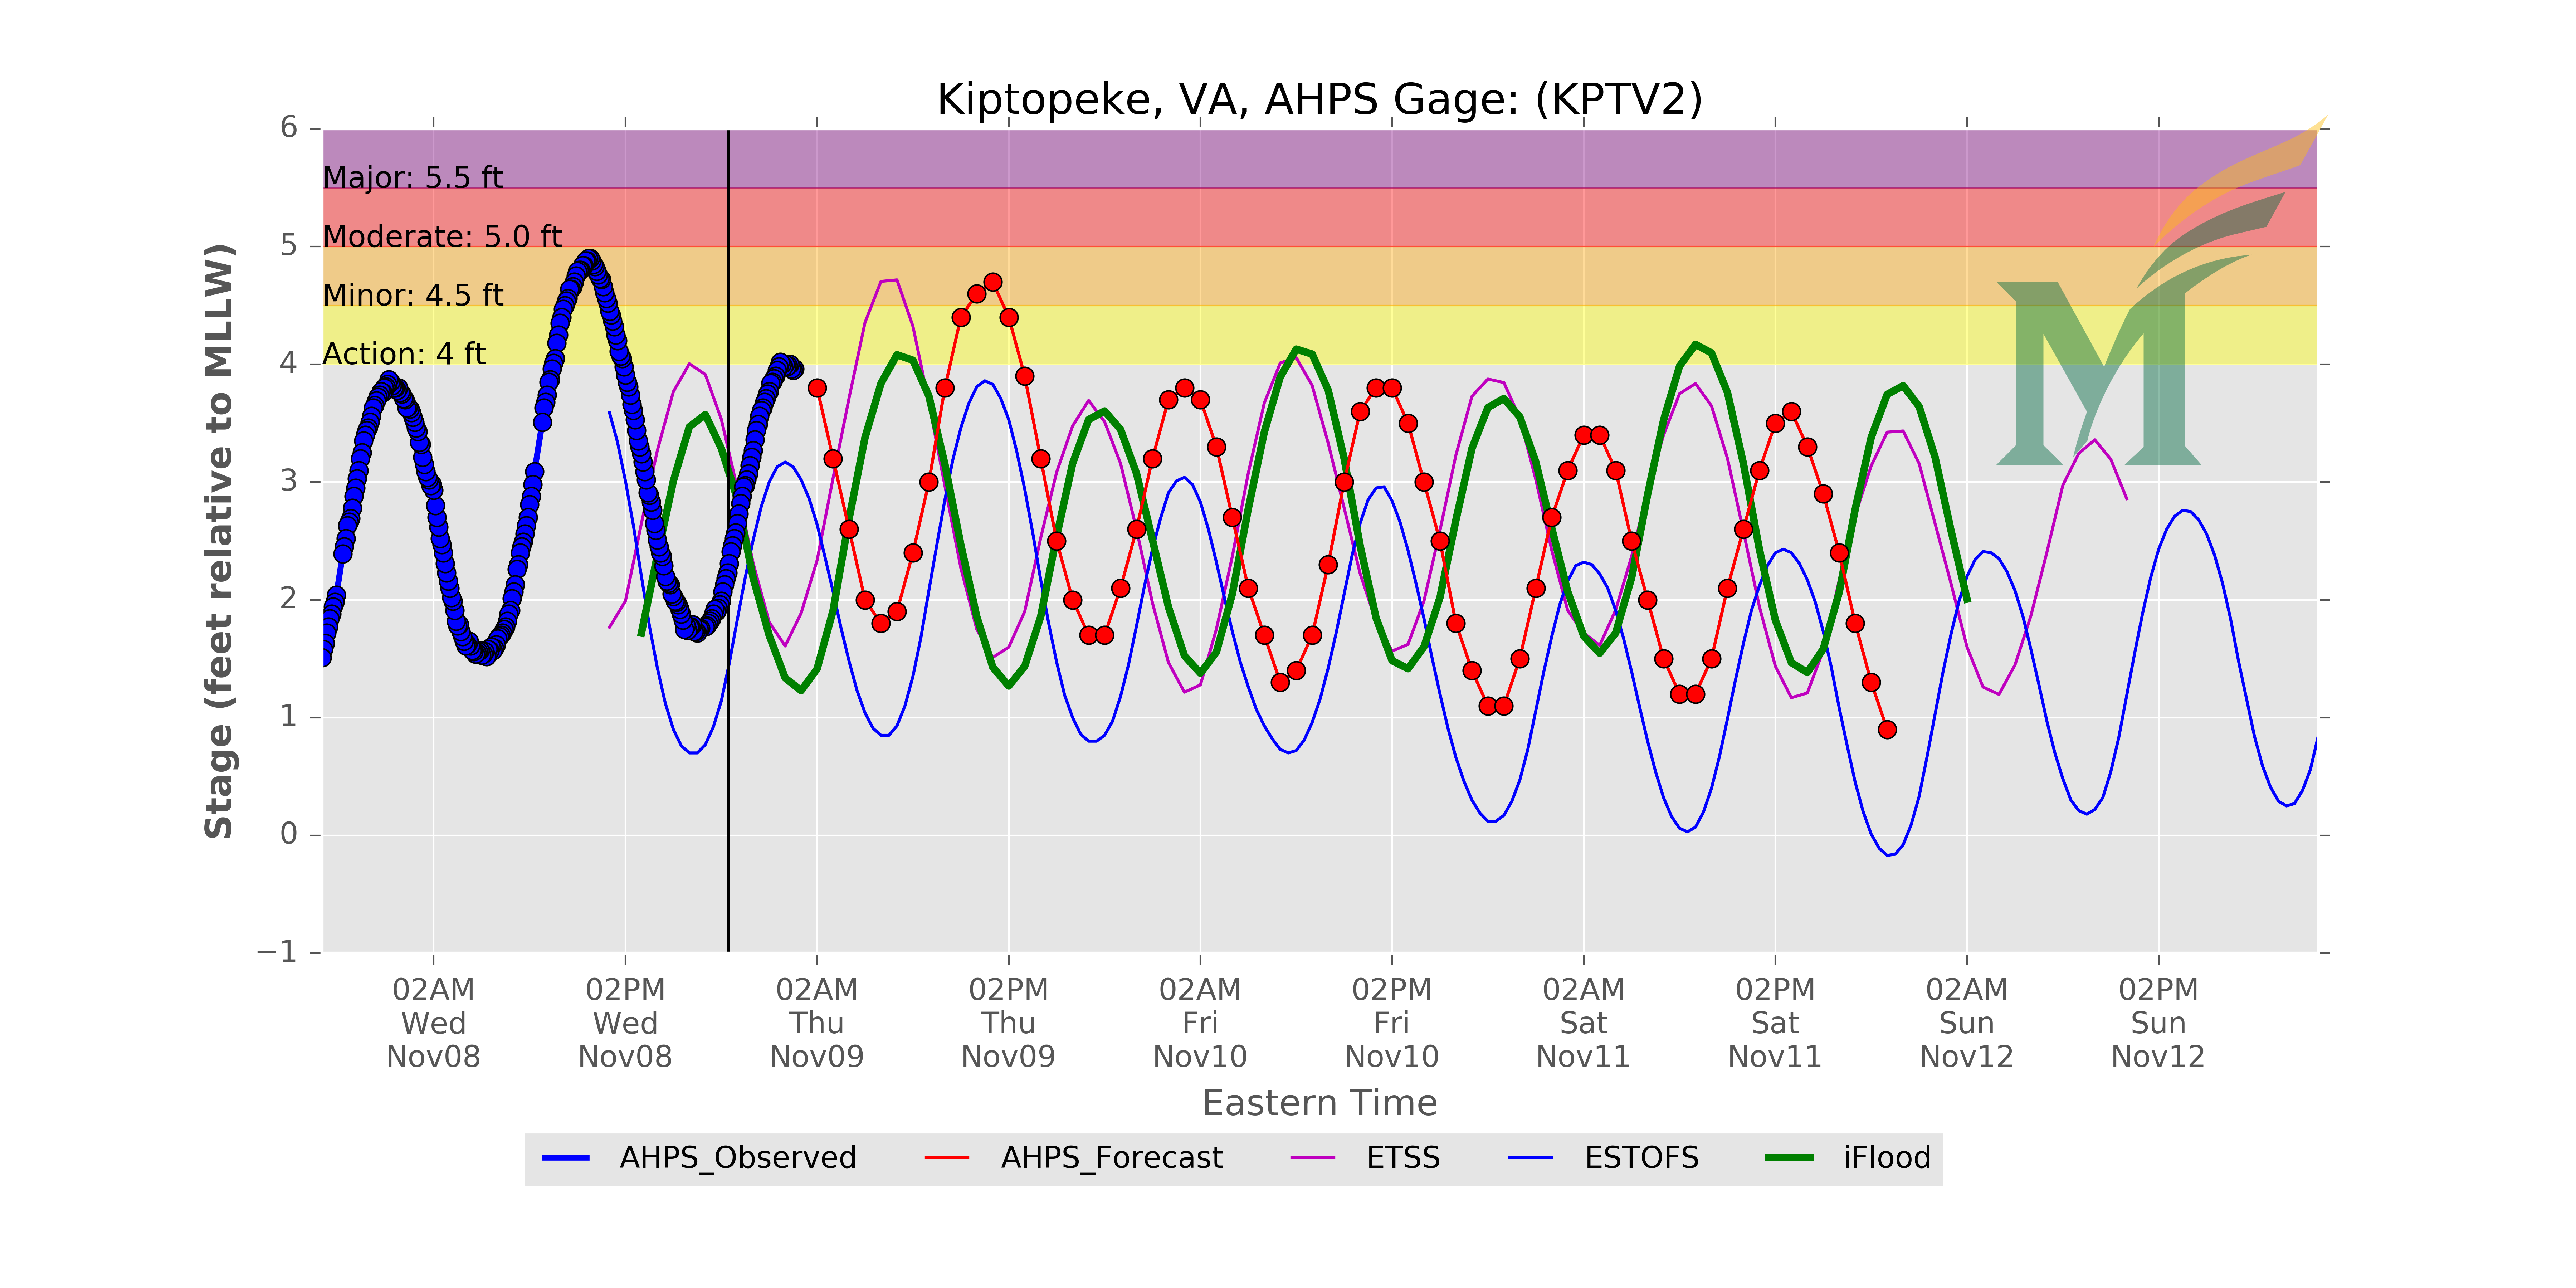 Kiptopeke, VA, AHPS Gage: (KPTV2)
6
5
4
3
2
1
0
−1
Stage (feet relative to MLLW)
Major: 5.5 ft
Moderate: 5.0 ft
Minor: 4.5 ft
Action: 4 ft
M
02AM 02PM 02AM 02PM 02AM 02PM 02AM 02PM 02AM 02PM
Wed Wed Thu Thu Fri Fri Sat Sat Sun Sun
Nov08 Nov08 Nov09 Nov09 Nov10 Nov10 Nov11 Nov11 Nov12 Nov12
Eastern Time
AHPS_Observed AHPS_Forecast ETSS ESTOFS iFlood